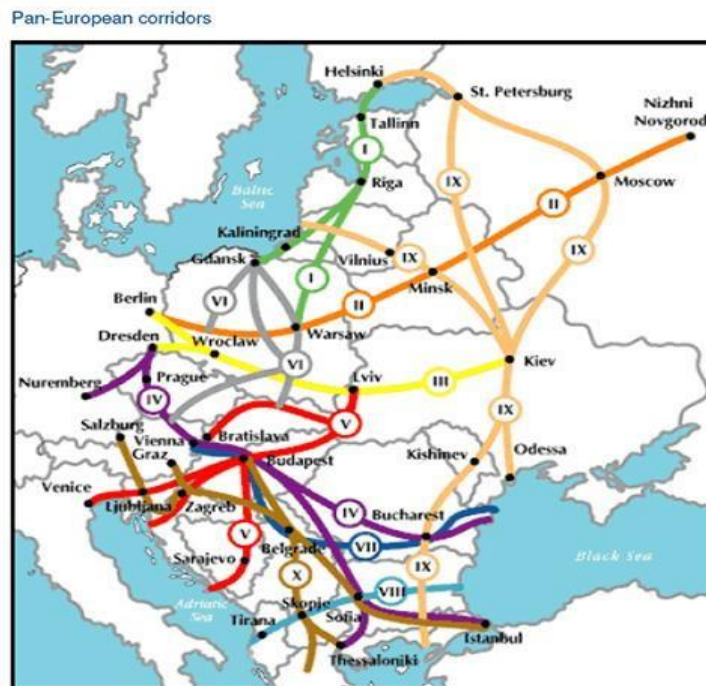 Pan-European corridors
Helsinki
St. Petersburg
Nizhni
Novgorod
Tallinn
I
Riga
IX
Moscow
II
Baltic
Sea
Kaliningrad
Gdansk
Vilnius
IX
IX
Minsk
VI
I
II
Berlin
Warsaw
Dresden
Wroclaw
VI
Lviv
III
Kiev
Nuremberg
Prague
IV
Salzburg
Vienna
Bratislava
V
IX
Graz
Budapest
Kishinev
Odessa
Venice
Ljubljana
Zagreb
IV
Bucharest
V
Belgrade
VII
Sarajevo
Black Sea
IX
X
VIII
Adriatic
Sea
Skopje
Tirana
Sofia
Istanbul
Thessaloniki